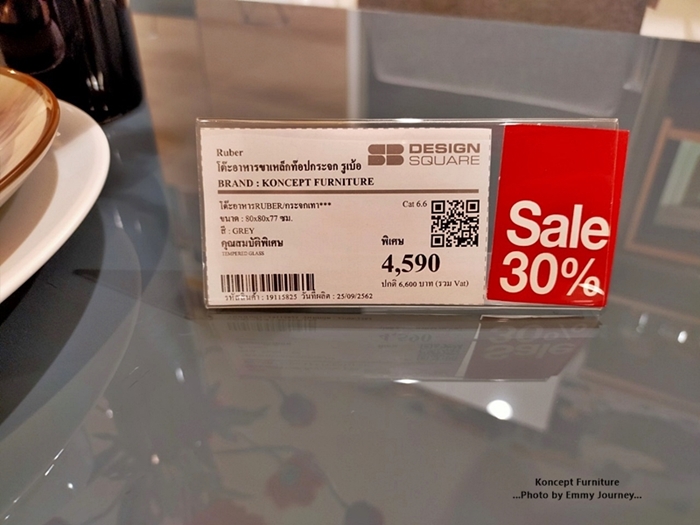 Ruber
โต๊ะอาหารขาเหล็กท๊อปกระจก รูเบ้อ
BRAND : KONCEPT FURNITURE
SB DESIGN
SQUARE
โต๊ะอาหารRUBER/กระจกเทา***
Cat 6.6
ขนาด : 80x80x77 ซม.
สี : GREY
คุณสมบัติพิเศษ
TEMPERED GLASS
พิเศษ
4,590
ปกติ 6,600 บาท (รวม Vat)
รหัสสินค้า : 19115825 วันที่ผลิต : 25/09/2562
Sale
30%
Koncept Furniture
...Photo by Emmy Journey...